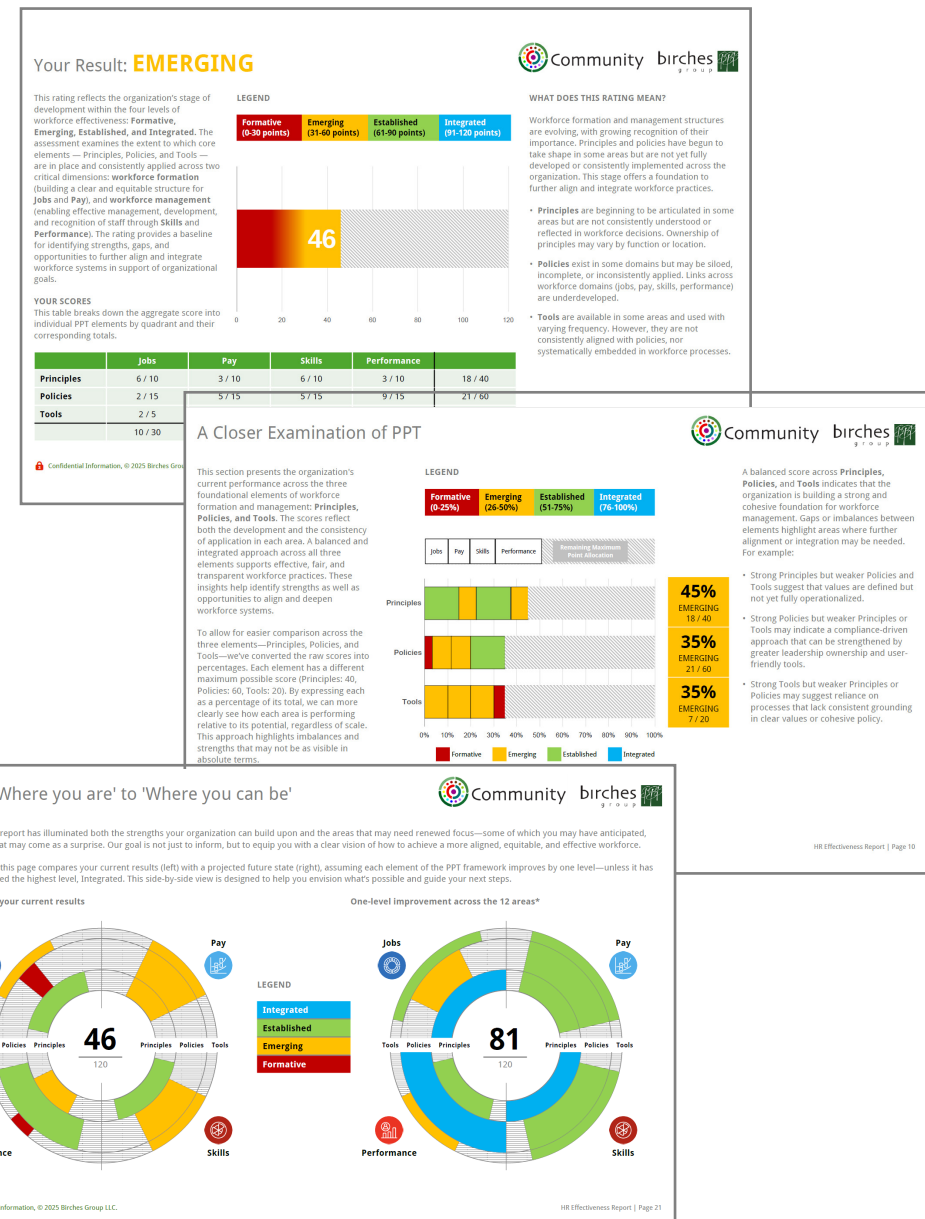 Your Result: EMERGING
Community birches
group
This rating reflects the organization's stage of
development within the four levels of
workforce effectiveness: Formative,
Emerging, Established, and Integrated. The
assessment examines the extent to which core
elements — Principles, Policies, and Tools —
are in place and consistently applied across two
critical dimensions: workforce formation
(building a clear and equitable structure for
Jobs and Pay), and workforce management
(enabling effective management, development,
and recognition of staff through Skills and
Performance). The rating provides a baseline
for identifying strengths, gaps, and
opportunities to further align and integrate
workforce systems in support of organizational
goals.
YOUR SCORES
This table breaks down the aggregate score into
individual PPT elements by quadrant and their
corresponding totals.
LEGEND
Formative Emerging Established Integrated
(0-30 points) (31-60 points) (61-90 points) (91-120 points)
46
0 20 40 60 80 100 120
WHAT DOES THIS RATING MEAN?
Workforce formation and management structures
are evolving, with growing recognition of their
importance. Principles and policies have begun to
take shape in some areas but are not yet fully
developed or consistently implemented across the
organization. This stage offers a foundation to
further align and integrate workforce practices.
• Principles are beginning to be articulated in some
areas but are not consistently understood or
reflected in workforce decisions. Ownership of
principles may vary by function or location.
• Policies exist in some domains but may be siloed,
incomplete, or inconsistently applied. Links across
workforce domains (jobs, pay, skills, performance)
are underdeveloped.
• Tools are available in some areas and used with
varying frequency. However, they are not
consistently aligned with policies, nor
systematically embedded in workforce processes.
Jobs Pay Skills Performance
Principles 6 / 10 3 / 10 6 / 10 3 / 10 18 / 40
Policies 2 / 15 5 / 15 5 / 15 9 / 15 21 / 60
Tools 2 / 5
10 / 30
Confidential Information, © 2025 Birches Grou
A Closer Examination of PPT
Community birches
group
This section presents the organization's
current performance across the three
foundational elements of workforce
formation and management: Principles,
Policies, and Tools. The scores reflect
both the development and the consistency
of application in each area. A balanced and
integrated approach across all three
elements supports effective, fair, and
transparent workforce practices. These
insights help identify strengths as well as
opportunities to align and deepen
workforce systems.
To allow for easier comparison across the
three elements—Principles, Policies, and
Tools—we've converted the raw scores into
percentages. Each element has a different
maximum possible score (Principles: 40,
Policies: 60, Tools: 20). By expressing each
as a percentage of its total, we can more
clearly see how each area is performing
relative to its potential, regardless of scale.
This approach highlights imbalances and
strengths that may not be as visible in
absolute terms.
LEGEND
Formative Emerging Established Integrated
(0-25%) (26-50%) (51-75%) (76-100%)
Jobs Pay Skills Performance Remaining Maximum
Point Allocation
Principles
Policies
Tools
0% 10% 20% 30% 40% 50% 60% 70% 80% 90% 100%
Formative Emerging Established Integrated
45%
EMERGING
18 / 40
35%
EMERGING
21 / 60
35%
EMERGING
7 / 20
A balanced score across Principles,
Policies, and Tools indicates that the
organization is building a strong and
cohesive foundation for workforce
management. Gaps or imbalances between
elements highlight areas where further
alignment or integration may be needed.
For example:
• Strong Principles but weaker Policies and
Tools suggest that values are defined but
not yet fully operationalized.
• Strong Policies but weaker Principles or
Tools may indicate a compliance-driven
approach that can be strengthened by
greater leadership ownership and user-
friendly tools.
• Strong Tools but weaker Principles or
Policies may suggest reliance on
processes that lack consistent grounding
in clear values or cohesive policy.
HR Effectiveness Report | Page 10
Where you are' to 'Where you can be'
Community birches
group
report has illuminated both the strengths your organization can build upon and the areas that may need renewed focus—some of which you may have anticipated,
at may come as a surprise. Our goal is not just to inform, but to equip you with a clear vision of how to achieve a more aligned, equitable, and effective workforce.
this page compares your current results (left) with a projected future state (right), assuming each element of the PPT framework improves by one level—unless it has
ed the highest level, Integrated. This side-by-side view is designed to help you envision what's possible and guide your next steps.
your current results
One-level improvement across the 12 areas*
Pay
Policies Principles
46
120
Principles Policies Tools
nce
Skills
LEGEND
Integrated
Established
Emerging
Formative
Jobs
Pay
Tools Policies Principles
81
120
Principles Policies Tools
Performance
Skills
nformation, © 2025 Birches Group LLC.
HR Effectiveness Report | Page 21